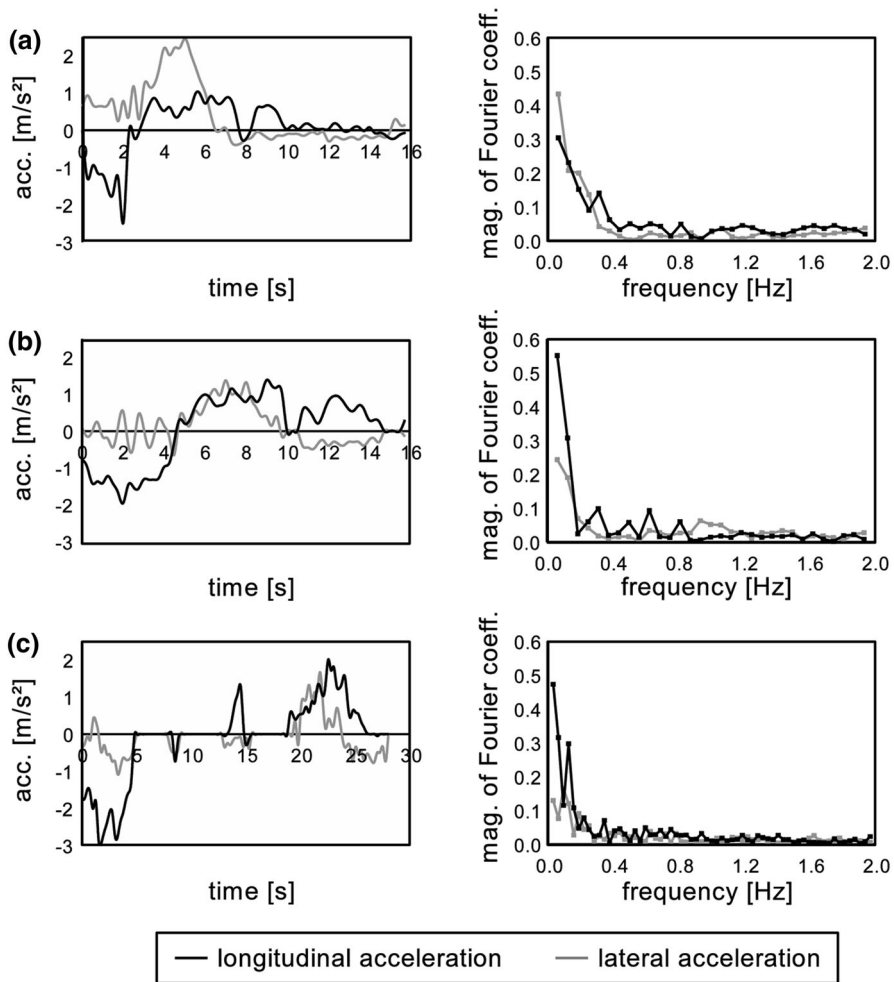 (a)
acc. [m/s²]
2
1
0
-1
-2
-3
0 2 4 6 8 10 12 14 16
time [s]
mag. of Fourier coeff.
0.6
0.5
0.4
0.3
0.2
0.1
0.0
0.0 0.4 0.8 1.2 1.6 2.0
frequency [Hz]
(b)
acc. [m/s²]
2
1
0
-1
-2
-3
0 2 4 6 8 10 12 14 16
time [s]
mag. of Fourier coeff.
0.6
0.5
0.4
0.3
0.2
0.1
0.0
0.0 0.4 0.8 1.2 1.6 2.0
frequency [Hz]
(c)
acc. [m/s²]
2
1
0
-1
-2
-3
0 5 10 15 20 25 30
time [s]
mag. of Fourier coeff.
0.6
0.5
0.4
0.3
0.2
0.1
0.0
0.0 0.4 0.8 1.2 1.6 2.0
frequency [Hz]
longitudinal acceleration lateral acceleration